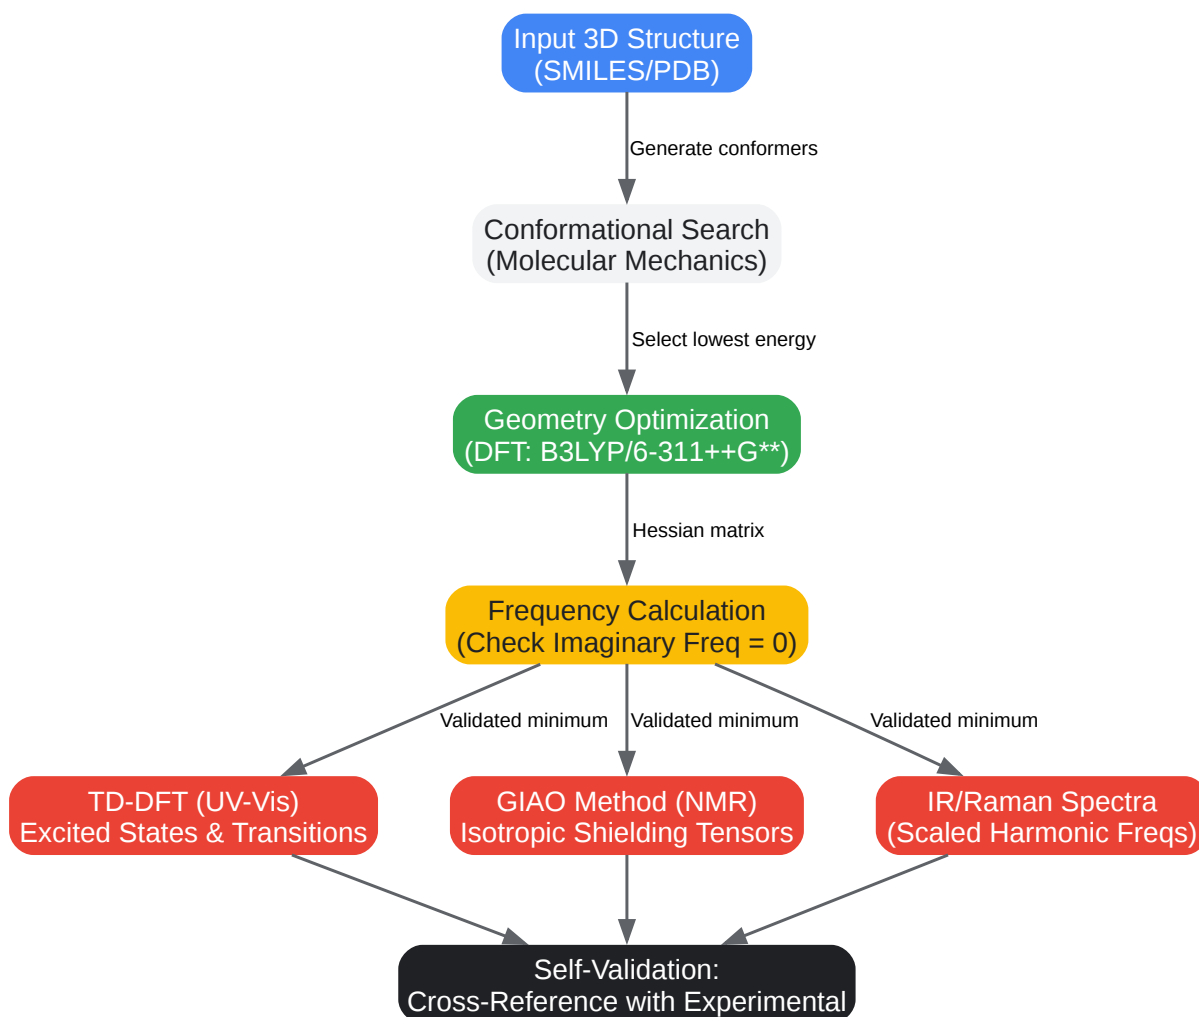 Input 3D Structure
(SMILES/PDB)
Generate conformers
Conformational Search
(Molecular Mechanics)
Select lowest energy
Geometry Optimization
(DFT: B3LYP/6-311++G**)
Hessian matrix
Frequency Calculation
(Check Imaginary Freq = 0)
Validated minimum
Validated minimum
Validated minimum
TD-DFT (UV-Vis)
Excited States & Transitions
GIAO Method (NMR)
Isotropic Shielding Tensors
IR/Raman Spectra
(Scaled Harmonic Freqs)
Self-Validation:
Cross-Reference with Experimental